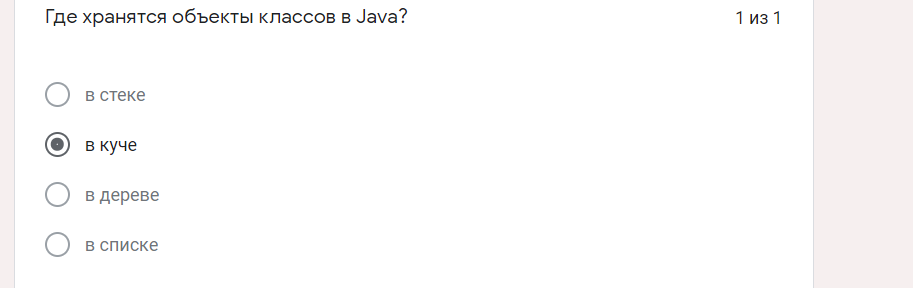 Где хранятся объекты классов в Java?
1 из 1
в стеке
в куче
в дереве
в списке